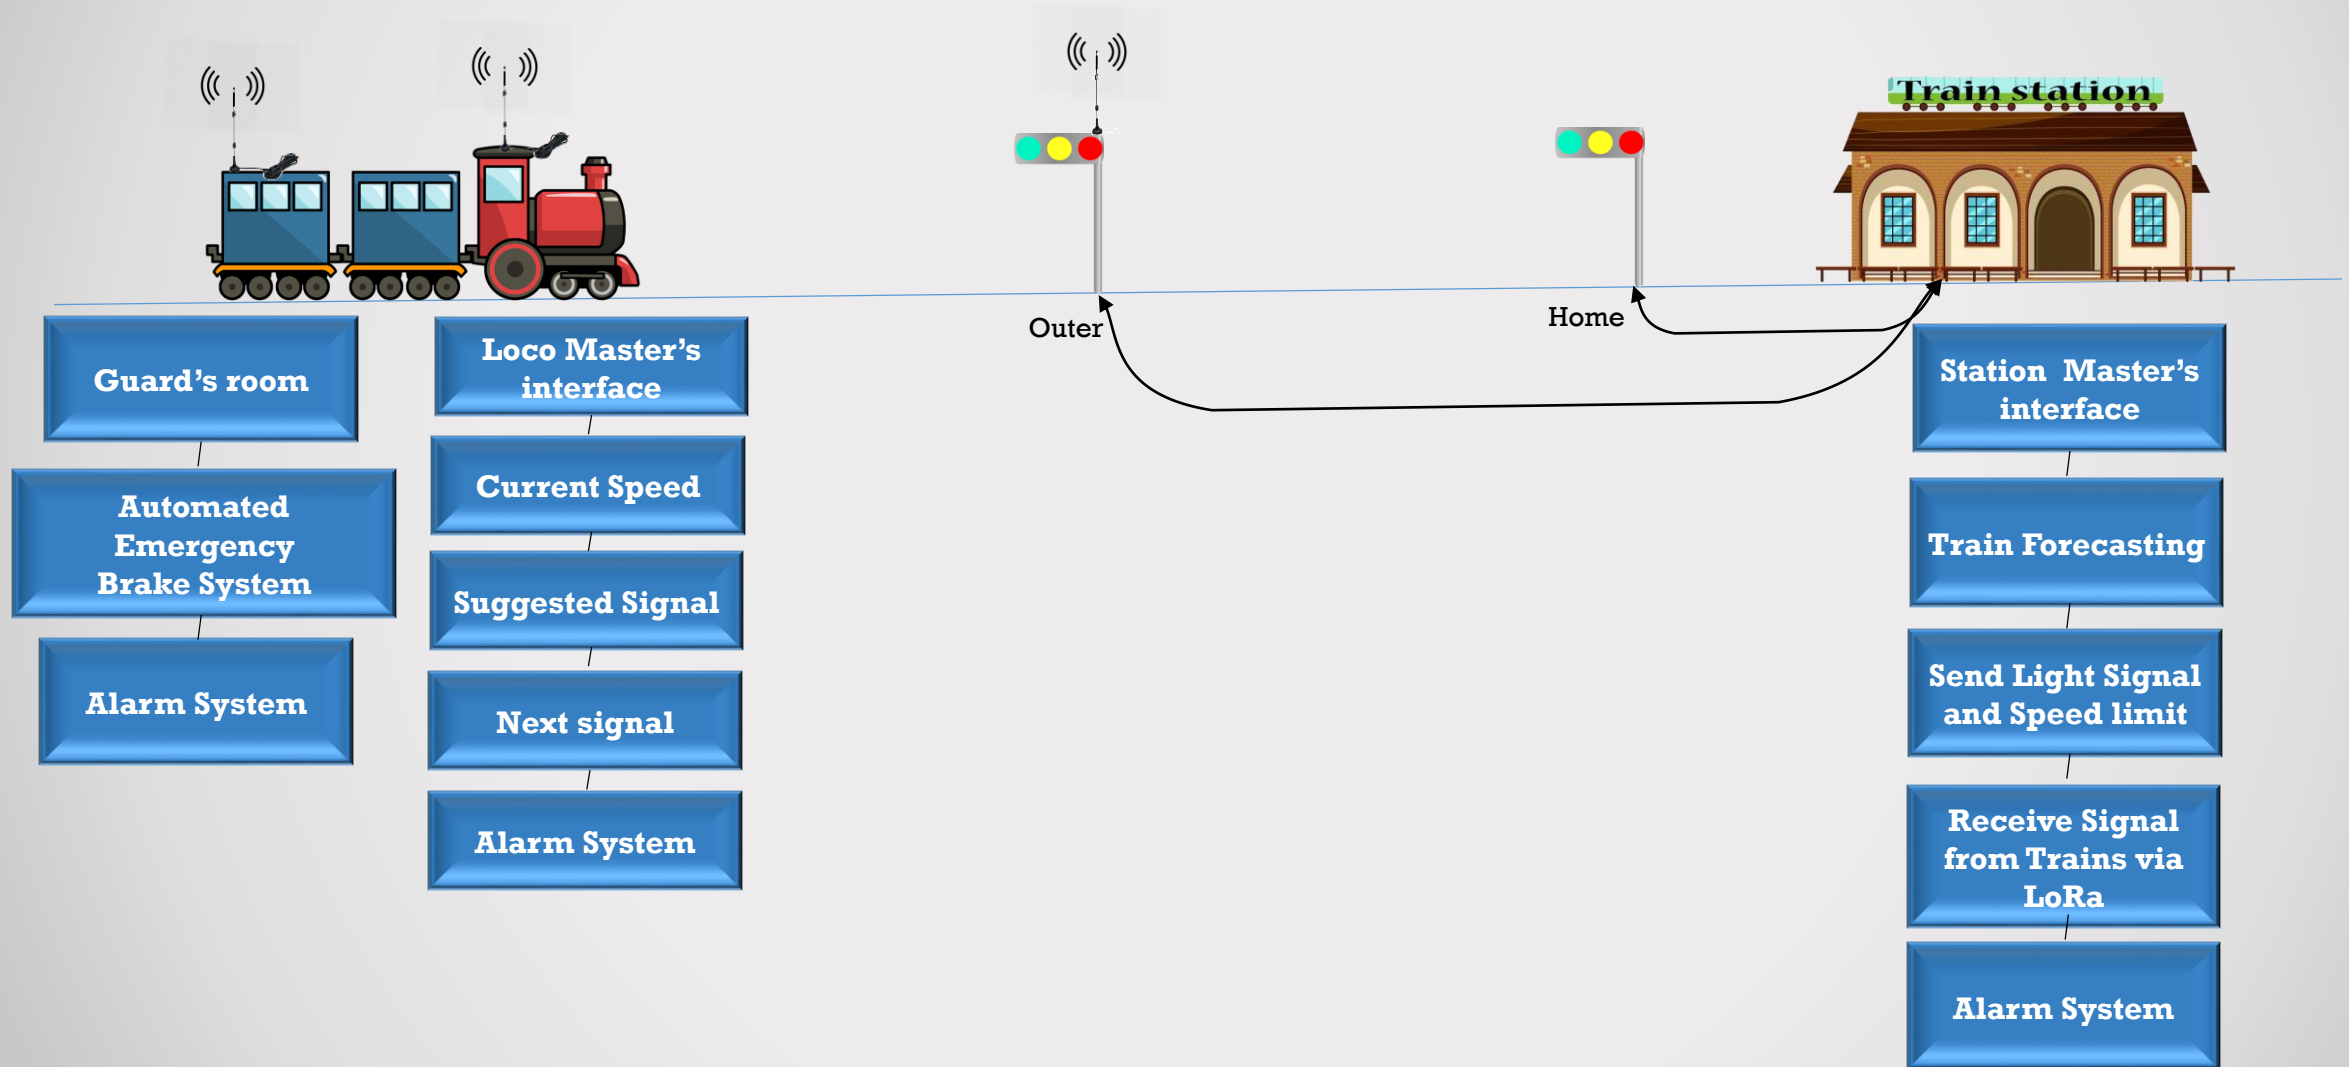 Train station
Outer
Home
Guard’s room
Automated
Emergency
Brake System
Alarm System
Loco Master’s
interface
Current Speed
Suggested Signal
Next signal
Alarm System
Station  Master’s
interface
Train Forecasting
Send Light Signal
and Speed limit
Receive Signal
from Trains via
LoRa
Alarm System